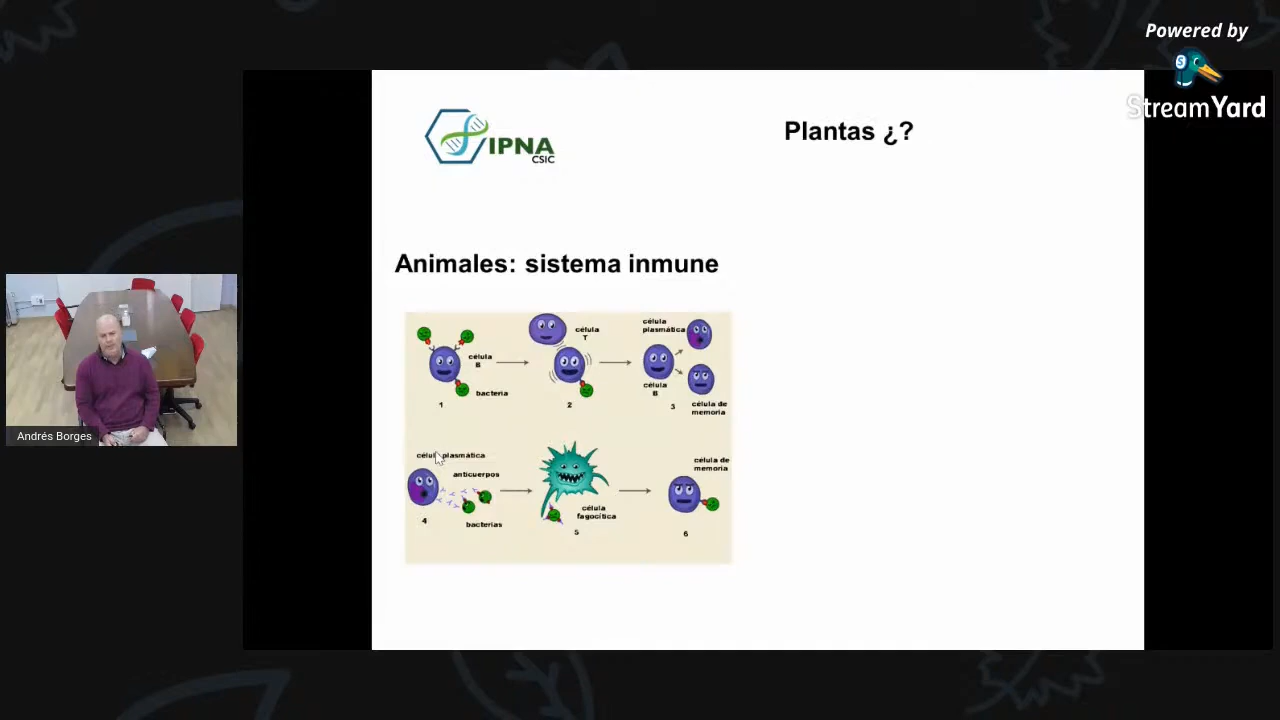 Powered by
StreamYard
IPNA
CSIC
Plantas ¿?
Animales: sistema inmune
célula
B
bacteria
1
célula
T
2
célula
plasmática
célula
B
3
célula de
memoria
célula plasmática
anticuerpos
bacterias
4
célula
fagocítica
5
célula de
memoria
6
Andrés Borges